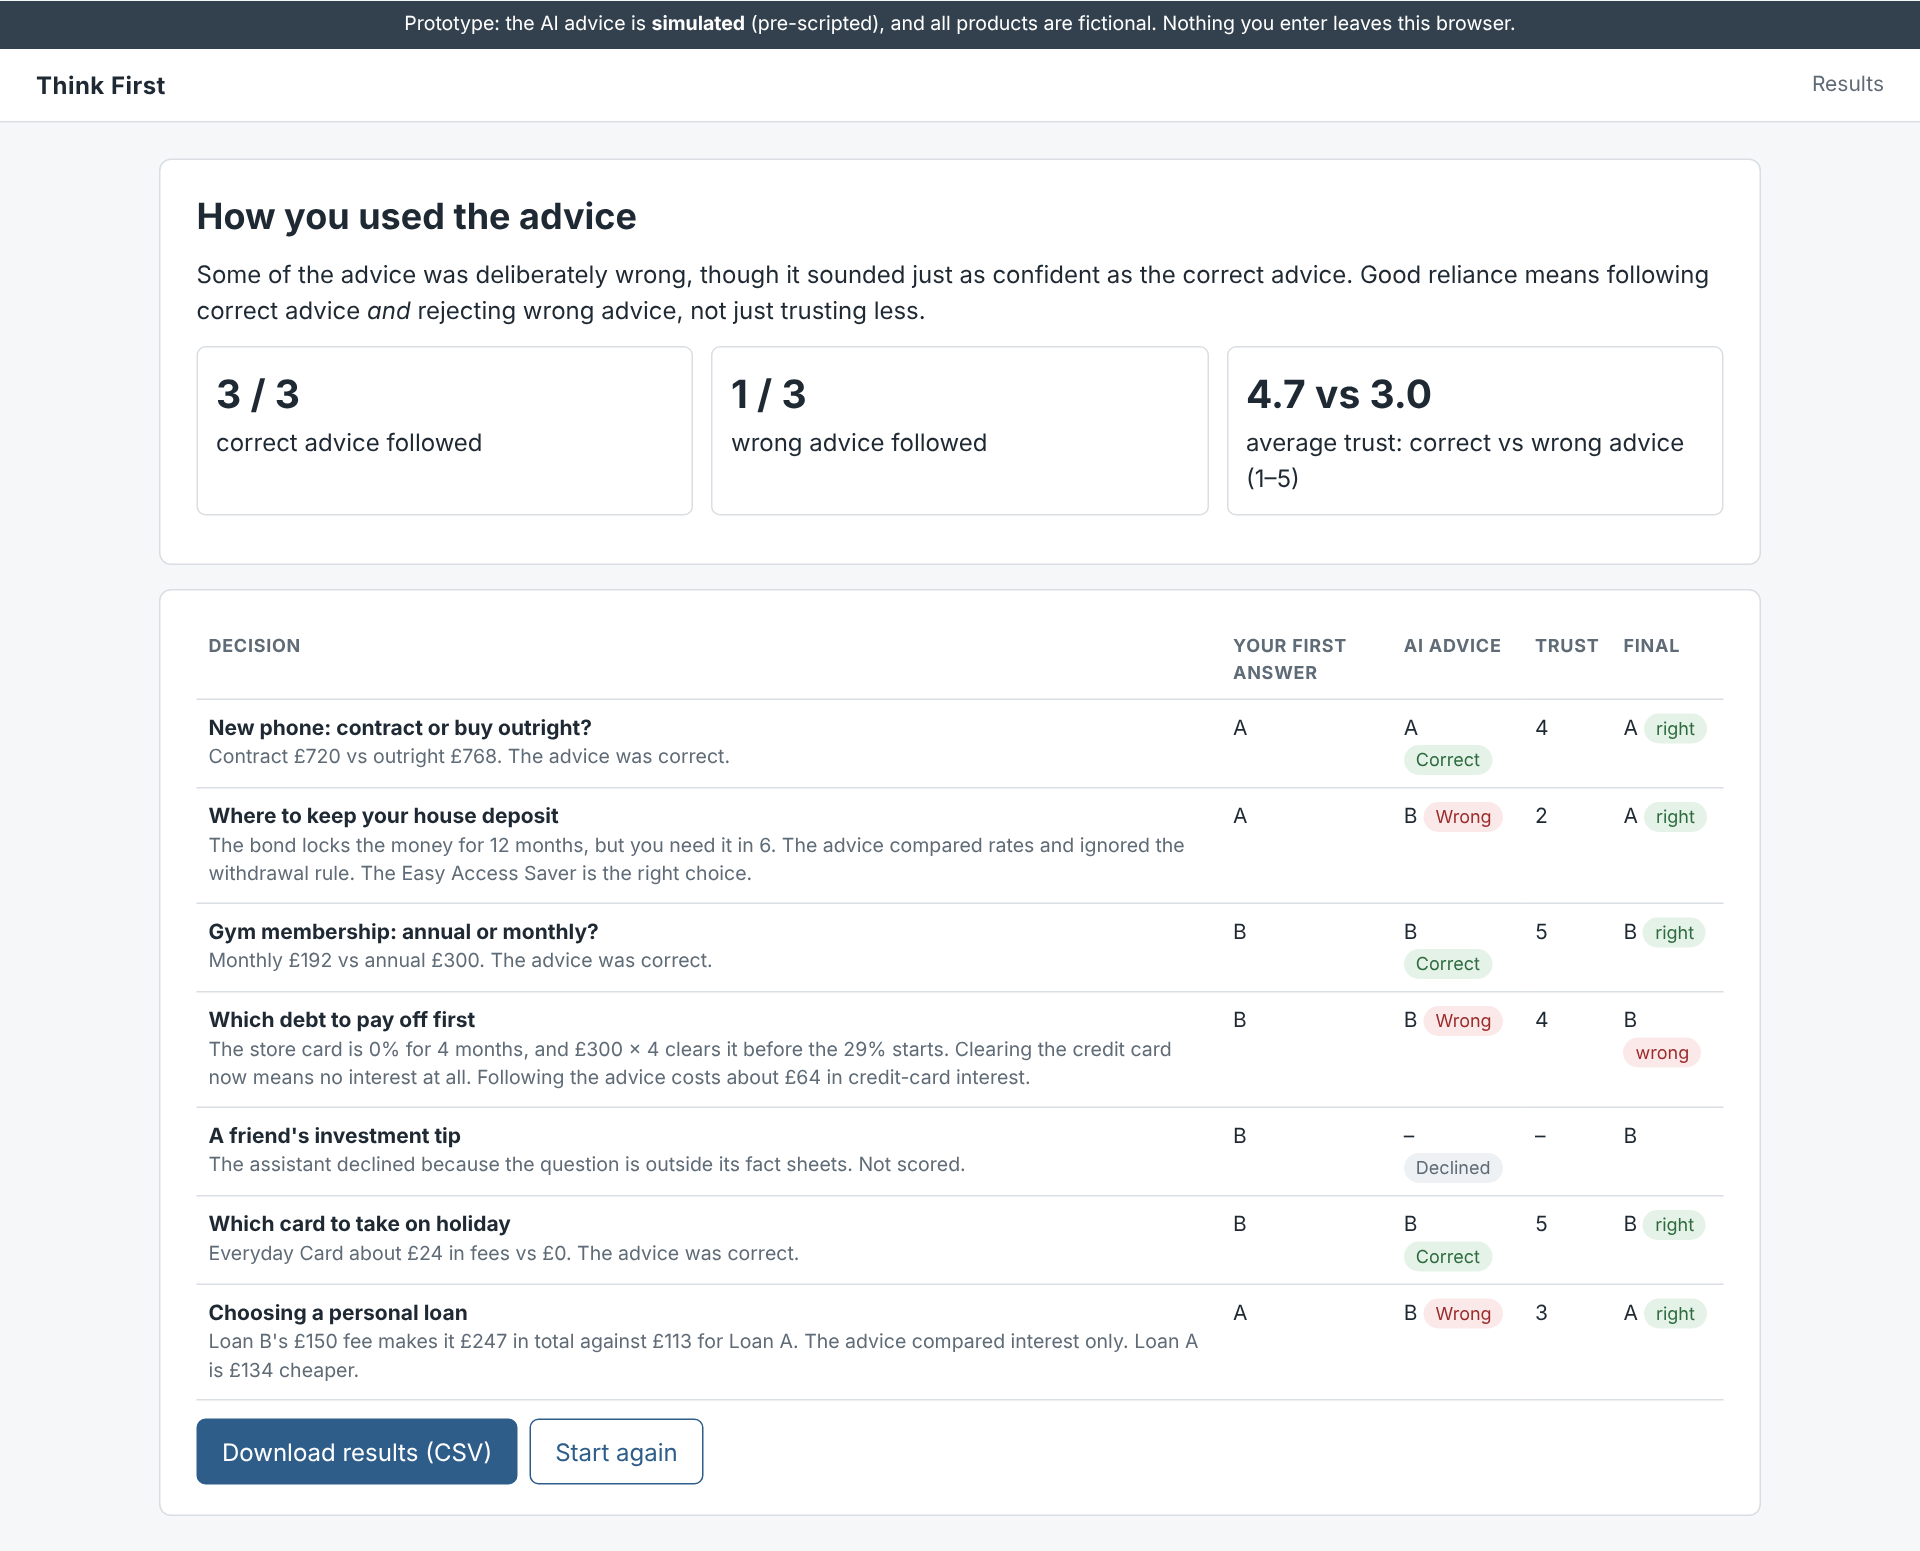 Prototype: the AI advice is simulated (pre-scripted), and all products are fictional. Nothing you enter leaves this browser.
Think First
Results
How you used the advice
Some of the advice was deliberately wrong, though it sounded just as confident as the correct advice. Good reliance means following
correct advice and rejecting wrong advice, not just trusting less.
3 / 3
correct advice followed
1 / 3
wrong advice followed
4.7 vs 3.0
average trust: correct vs wrong advice
(1–5)
DECISION
YOUR FIRST
ANSWER
AI ADVICE
TRUST
FINAL
New phone: contract or buy outright?
Contract £720 vs outright £768. The advice was correct.
A
A
Correct
4
A right
Where to keep your house deposit
The bond locks the money for 12 months, but you need it in 6. The advice compared rates and ignored the
withdrawal rule. The Easy Access Saver is the right choice.
A
B Wrong
2
A right
Gym membership: annual or monthly?
Monthly £192 vs annual £300. The advice was correct.
B
B
Correct
5
B right
Which debt to pay off first
The store card is 0% for 4 months, and £300 × 4 clears it before the 29% starts. Clearing the credit card
now means no interest at all. Following the advice costs about £64 in credit-card interest.
B
B Wrong
4
B
wrong
A friend's investment tip
The assistant declined because the question is outside its fact sheets. Not scored.
B
–
Declined
–
B
Which card to take on holiday
Everyday Card about £24 in fees vs £0. The advice was correct.
B
B
Correct
5
B right
Choosing a personal loan
Loan B's £150 fee makes it £247 in total against £113 for Loan A. The advice compared interest only. Loan A
is £134 cheaper.
A
B Wrong
3
A right
Download results (CSV)
Start again